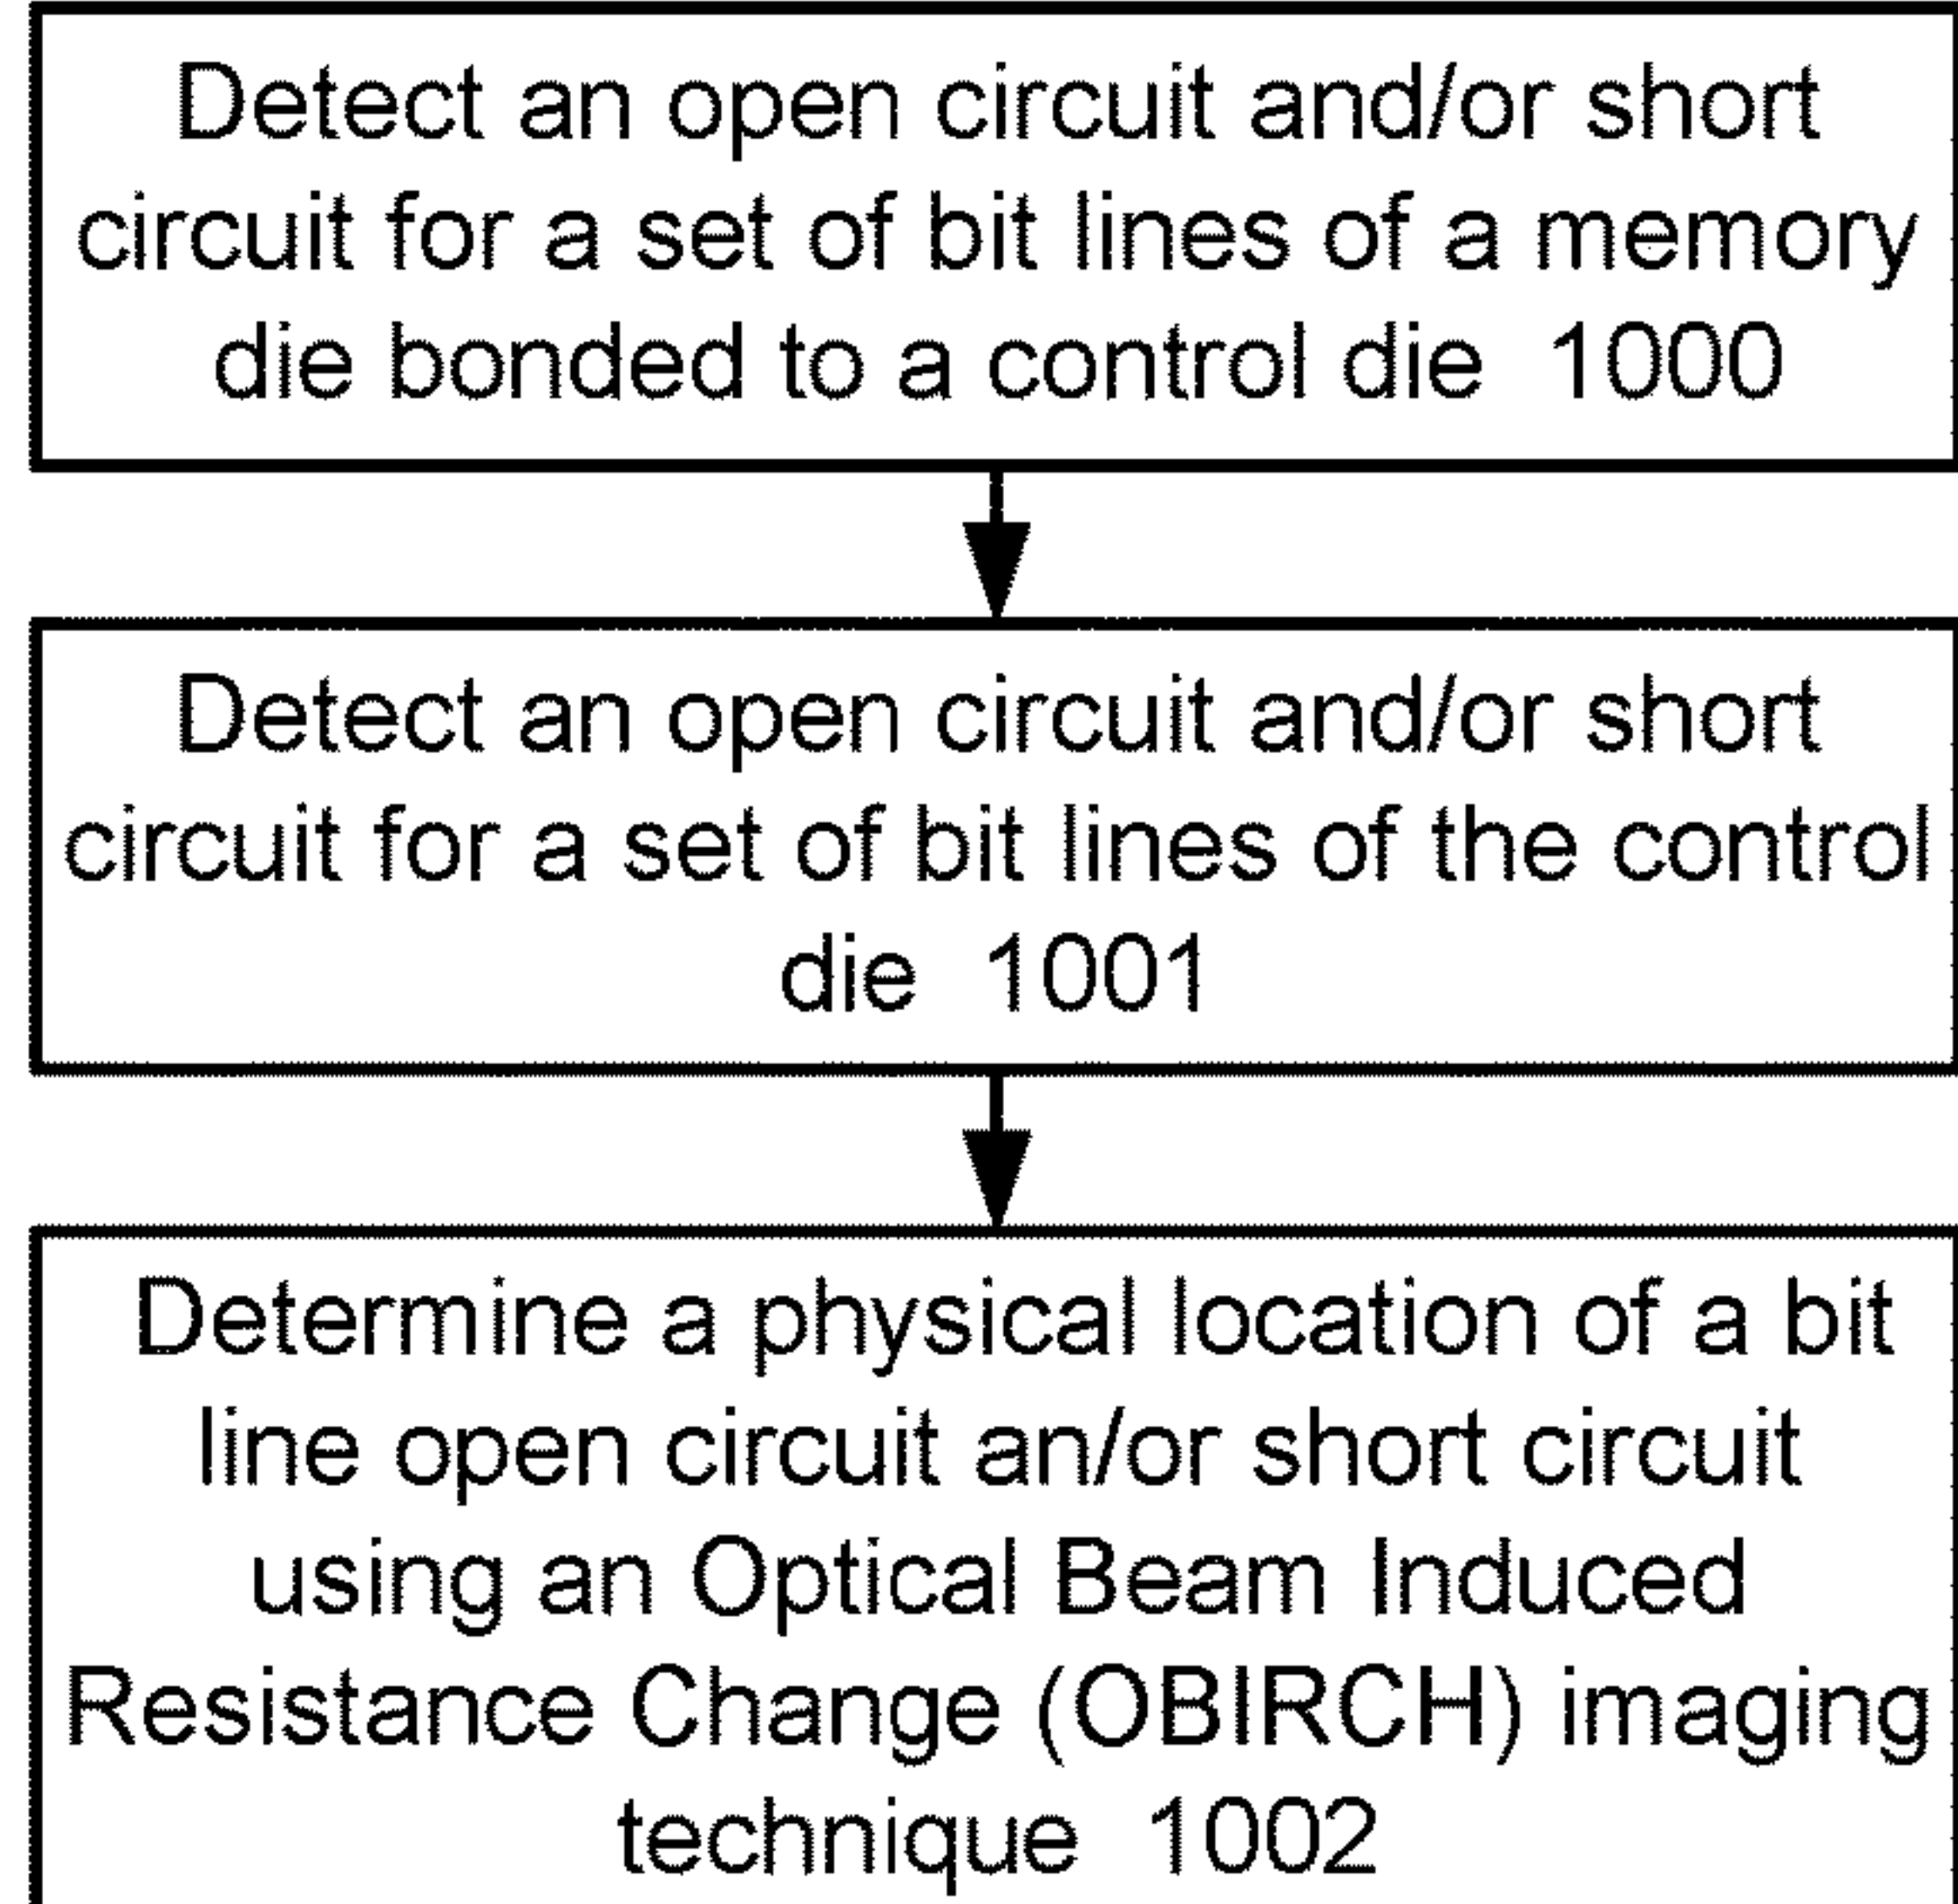 Detect an open circuit and/or short
circuit for a set of bit lines of a memory
die bonded to a control die 1000
Detect an open circuit and/or short
circuit for a set of bit lines of the control
die 1001
Determine a physical location of a bit
line open circuit an/or short circuit
using an Optical Beam Induced
Resistance Change (OBIRCH) imaging
technique 1002